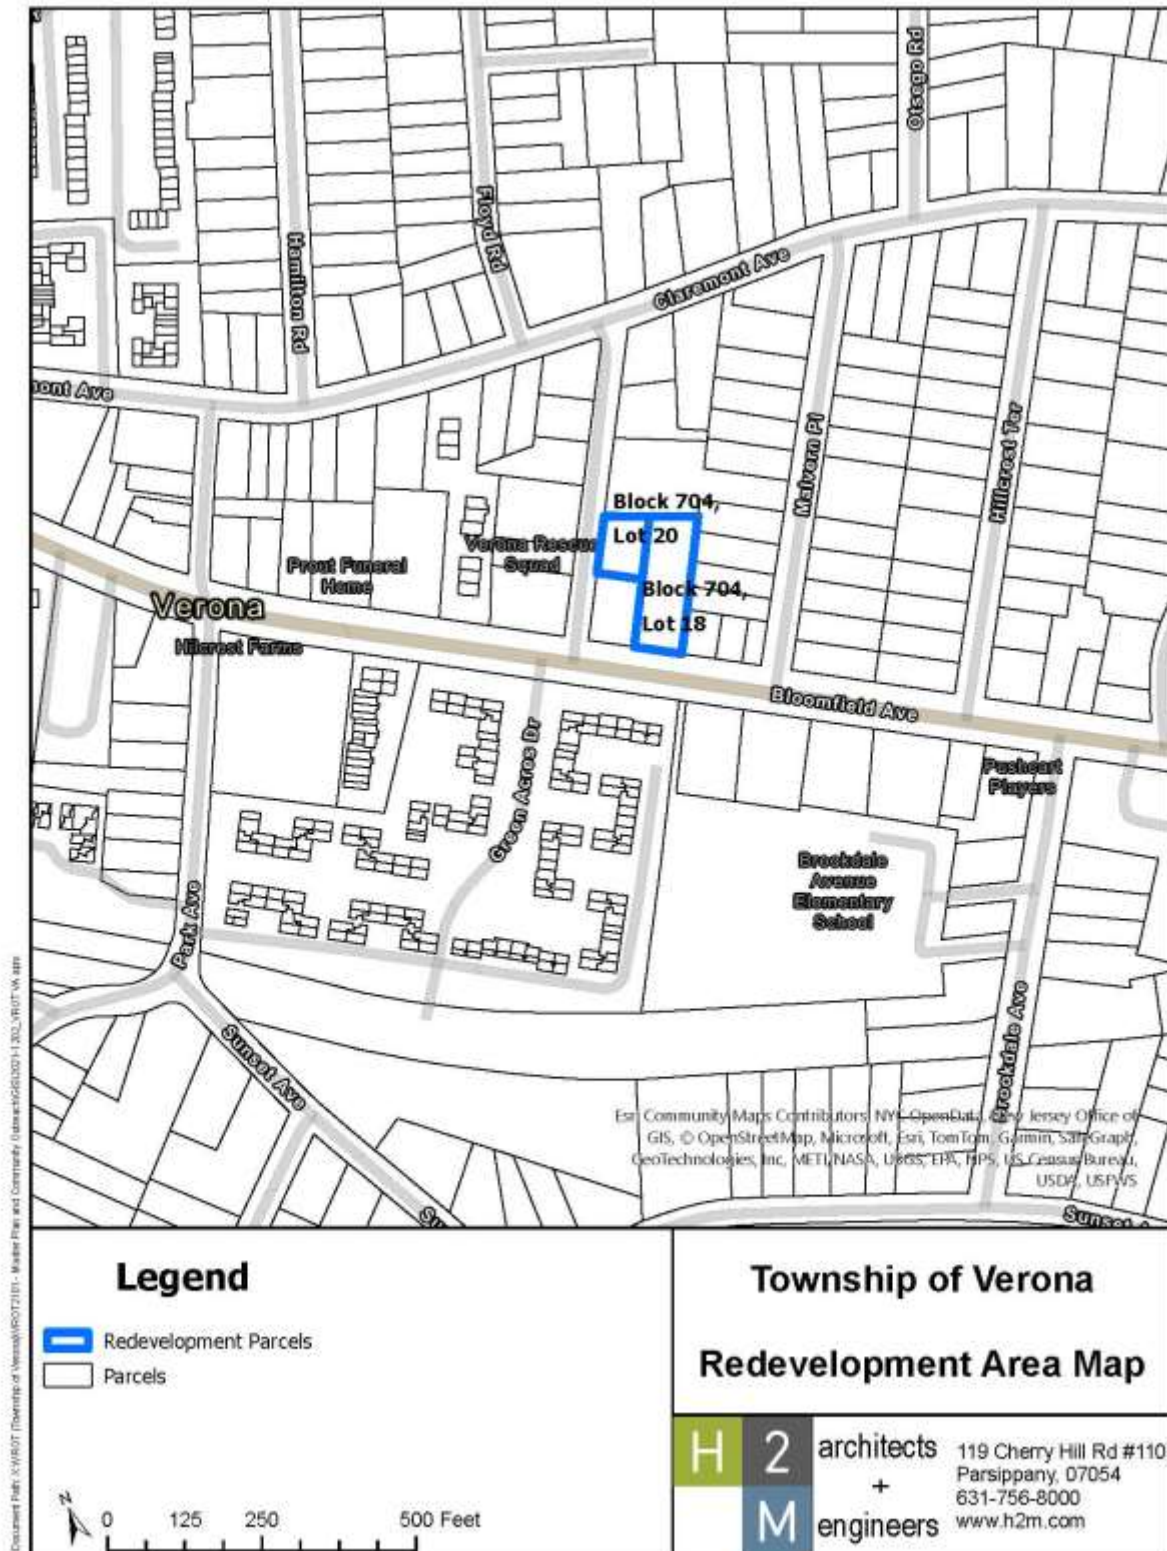 Otsego Rd
Floyd Rd
Hamilton Rd
Claremont Ave
mont Ave
Malvern Pl
Hillcrest Ter
Block 704,
Lot 20
Verona Rescue
Squad
Prout Funeral
Home
Block 704,
Lot 18
Verona
Hillcrest Farms
Bloomfield Ave
Green Acres Dr
Pushcart
Players
Brookdale
Avenue
Elementary
School
Park Ave
Sunset Ave
Brookdale Ave
Esri Community Maps Contributors, NYC OpenData, New Jersey Office of
GIS, © OpenStreetMap, Microsoft, Esri, TomTom, Garmin, SafeGraph,
GeoTechnologies, Inc, METI/NASA, USGS, EPA, NPS, US Census Bureau,
USDA, USFWS
Su
Sunset
Legend
Redevelopment Parcels
Parcels
N
0 125 250 500 Feet
Township of Verona
Redevelopment Area Map
H2M
architects
+
engineers
119 Cherry Hill Rd #110
Parsippany, 07054
631-756-8000
www.h2m.com